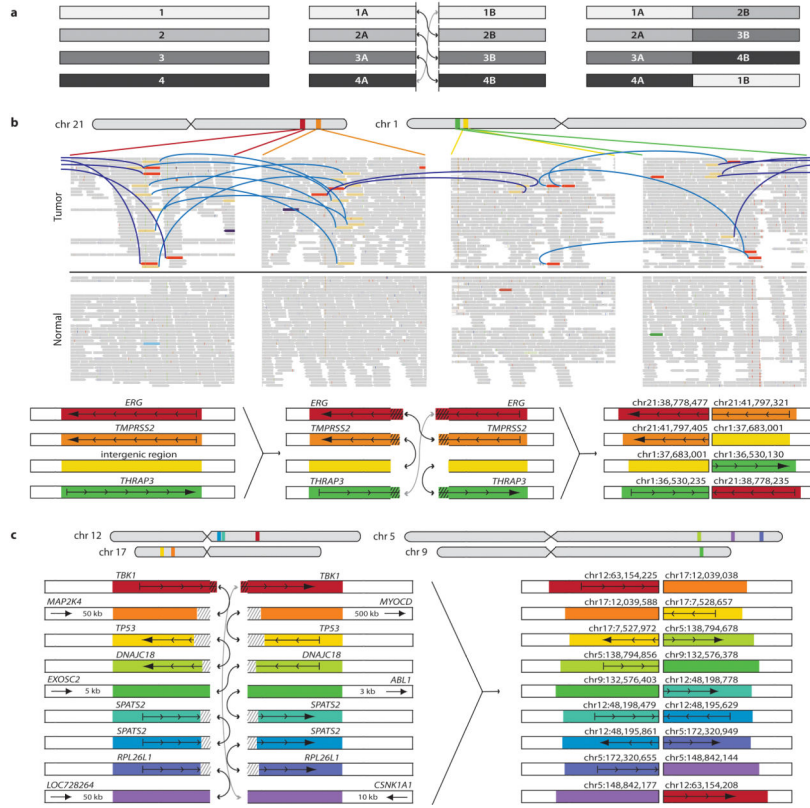 a
1 1A 1B 1A 2B
2 2A 2B 2A 3B
3 3A 3B 3A 4B
4 4A 4B 4A 1B
b
chr 21 chr 1
Tumor
Normal
ERG ERG ERG chr21:38,778,477 chr21:41,797,321
TMPRSS2 TMPRSS2 TMPRSS2 chr21:41,797,405 chr1:37,683,001
intergenic region chr1:37,683,001 chr1:36,530,130
THRAP3 THRAP3 THRAP3 chr1:36,530,235 chr21:38,778,235
c
chr 12 chr 5
chr 17 chr 9
TBK1 TBK1 chr12:63,154,225 chr17:12,039,038
MAP2K4 MYOCD chr17:12,039,588 chr17:7,528,657
50 kb 500 kb
TP53 TP53 chr17:7,527,972 chr5:138,794,678
DNAJC18 DNAJC18 chr5:138,794,856 chr9:132,576,378
EXOSC2 ABL1 chr9:132,576,403 chr12:48,198,778
5 kb 3 kb
SPATS2 SPATS2 chr12:48,198,479 chr12:48,195,629
SPATS2 SPATS2 chr12:48,195,861 chr5:172,320,949
RPL26L1 RPL26L1 chr5:172,320,655 chr5:148,842,144
LOC728264 CSNK1A1 chr5:148,842,177 chr12:63,154,208
50 kb 10 kb